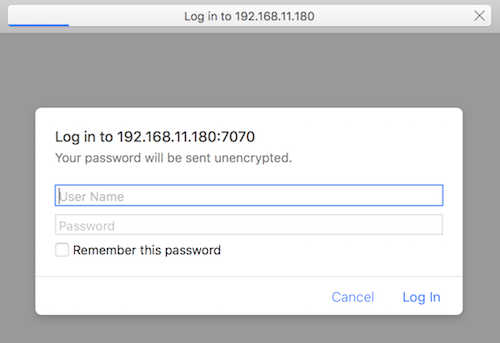 Log in to 192.168.11.180
Log in to 192.168.11.180:7070
Your password will be sent unencrypted.
User Name
Password
Remember this password
Cancel Log In